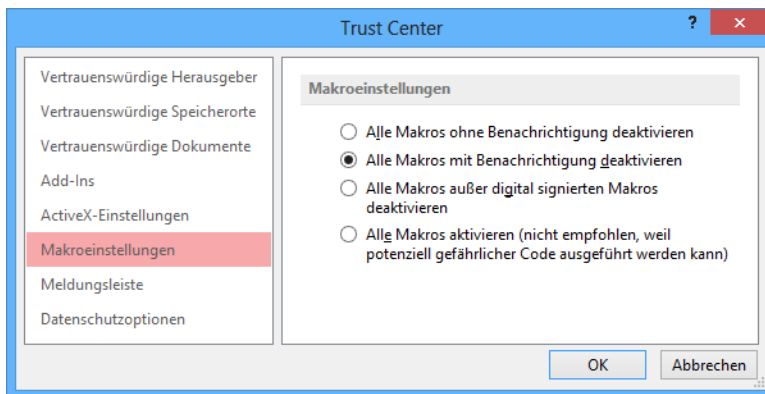 Trust Center
?
Vertrauenswürdige Herausgeber
Vertrauenswürdige Speicherorte
Vertrauenswürdige Dokumente
Add-Ins
ActiveX-Einstellungen
Makroeinstellungen
Meldungsleiste
Datenschutzoptionen
Makroeinstellungen
Alle Makros ohne Benachrichtigung deaktivieren
Alle Makros mit Benachrichtigung deaktivieren
Alle Makros außer digital signierten Makros
deaktivieren
Alle Makros aktivieren (nicht empfohlen, weil
potenziell gefährlicher Code ausgeführt werden kann)
OK
Abbrechen